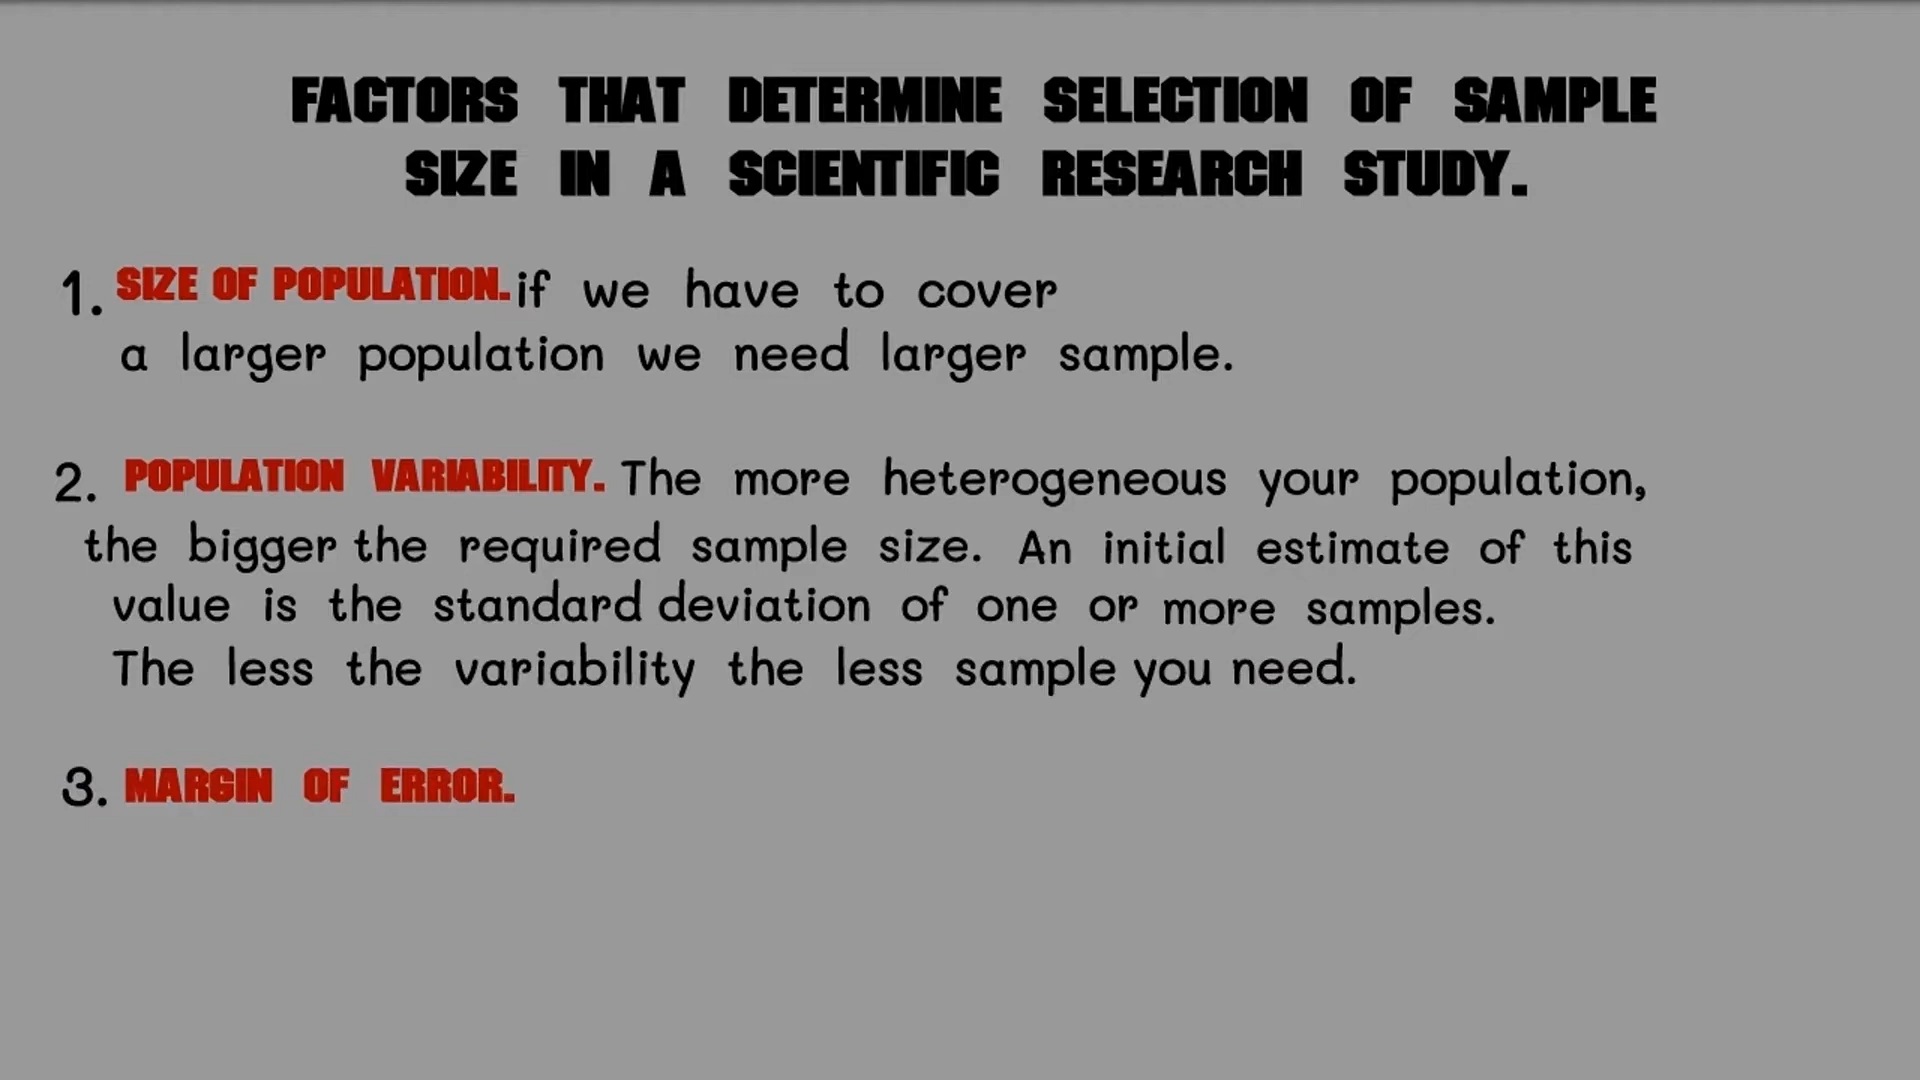 FACTORS THAT DETERMINE SELECTION OF SAMPLE
SIZE IN A SCIENTIFIC RESEARCH STUDY.
1. SIZE OF POPULATION. if we have to cover
a larger population we need larger sample.
2. POPULATION VARIABILITY. The more heterogeneous your population,
the bigger the required sample size. An initial estimate of this
value is the standard deviation of one or more samples.
The less the variability the less sample you need.
3. MARGIN OF ERROR.